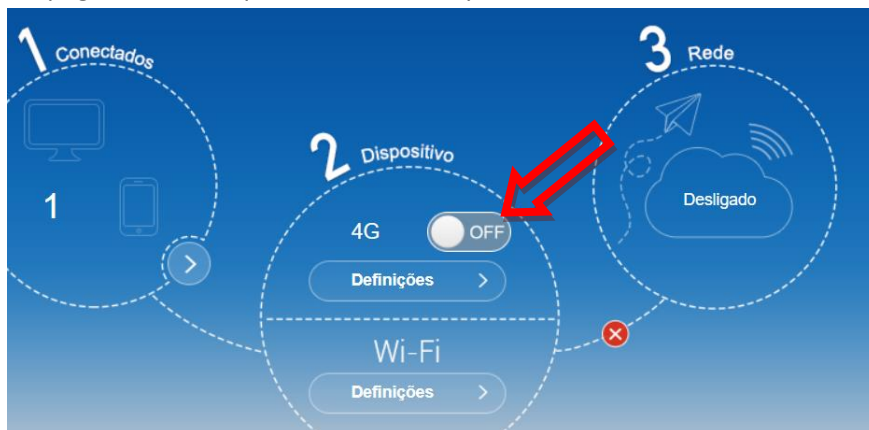 1 Conectados
1
2 Dispositivo
4G OFF
Definições
Wi-Fi
Definições
3 Rede
Desligado